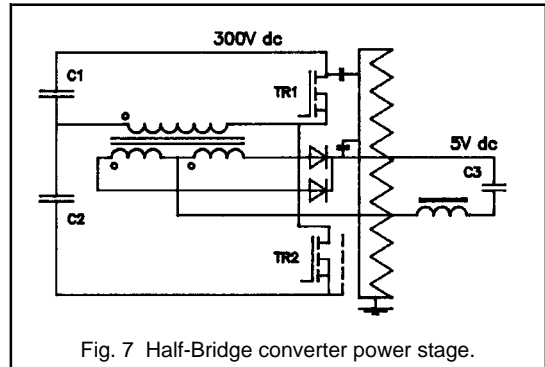 300V dc
C1
TR1
5V dc
C3
C2
TR2
Fig. 7 Half-Bridge converter power stage.